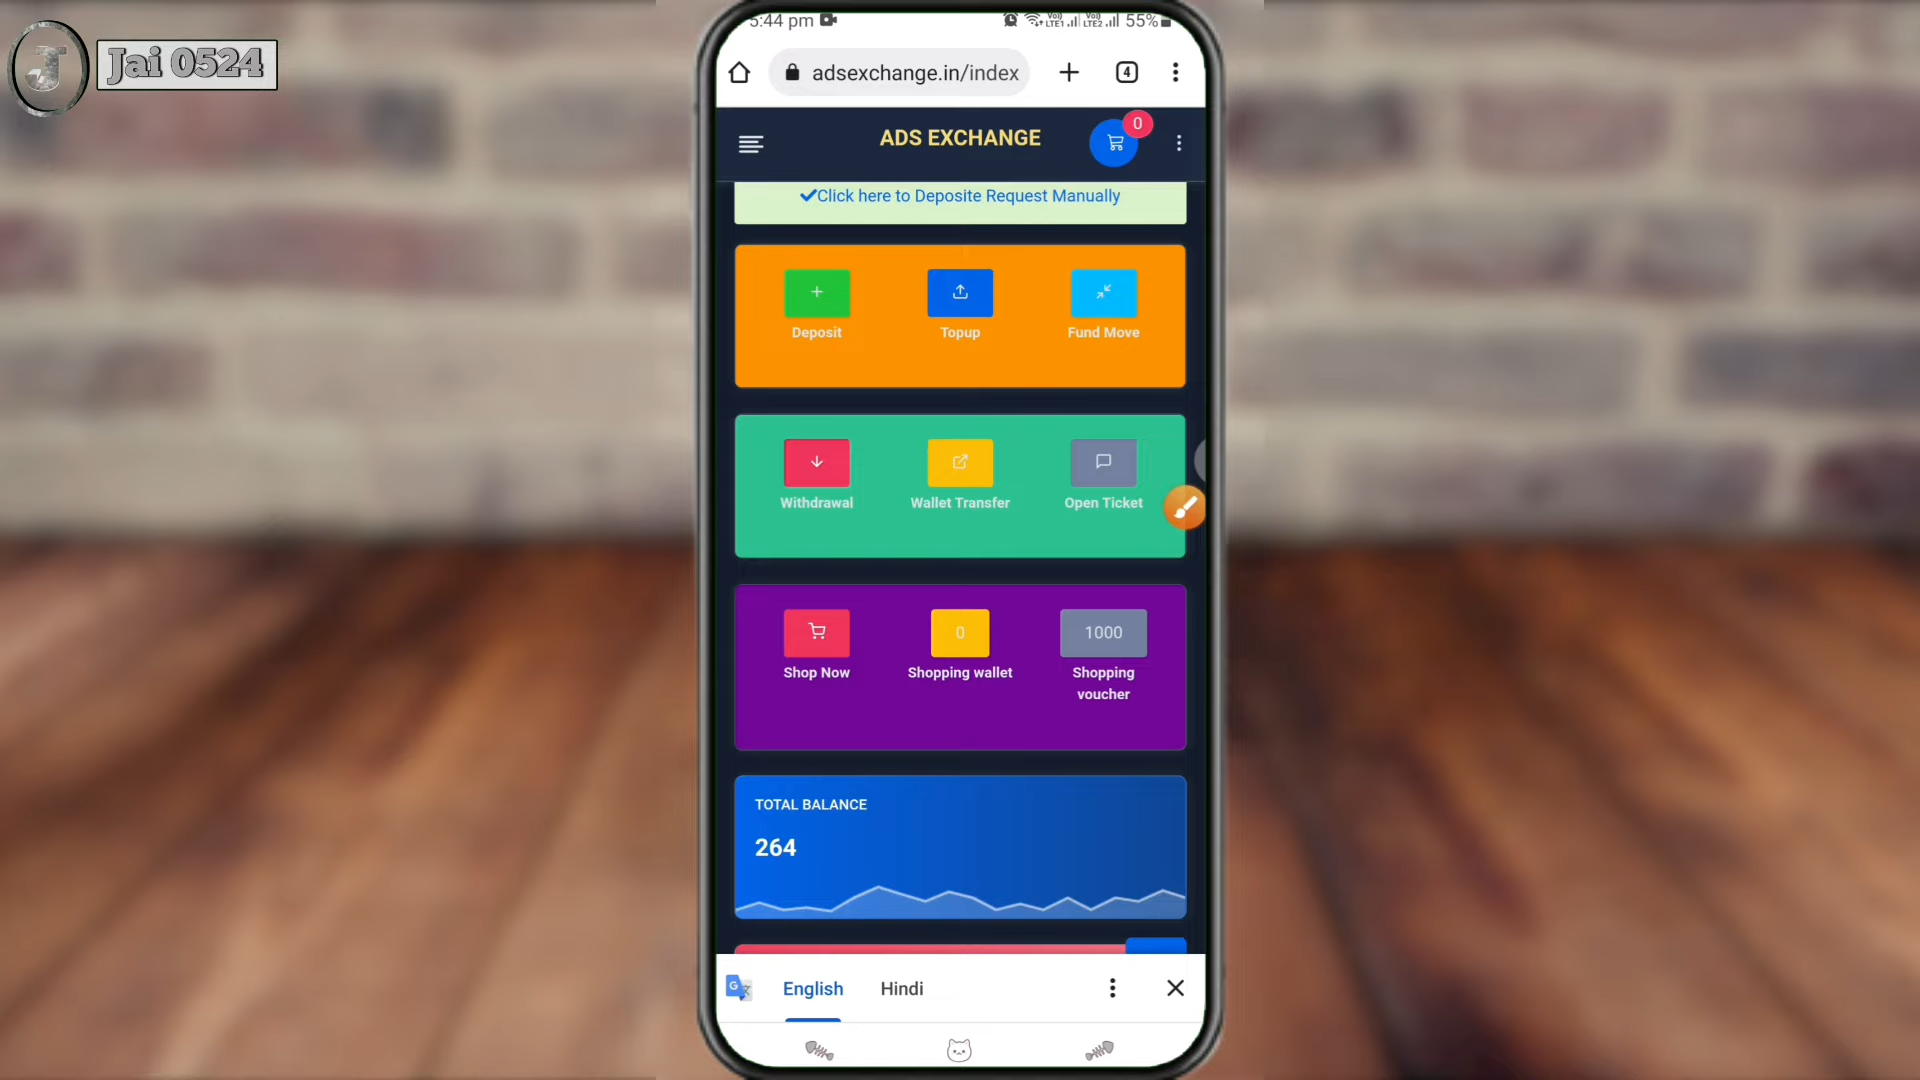 Jai 0524
5:44 pm
55%
adsexchange.in/index
4
ADS EXCHANGE
0
Click here to Deposite Request Manually
Deposit
Topup
Fund Move
Withdrawal
Wallet Transfer
Open Ticket
0
1000
Shop Now
Shopping wallet
Shopping
voucher
TOTAL BALANCE
264
English
Hindi